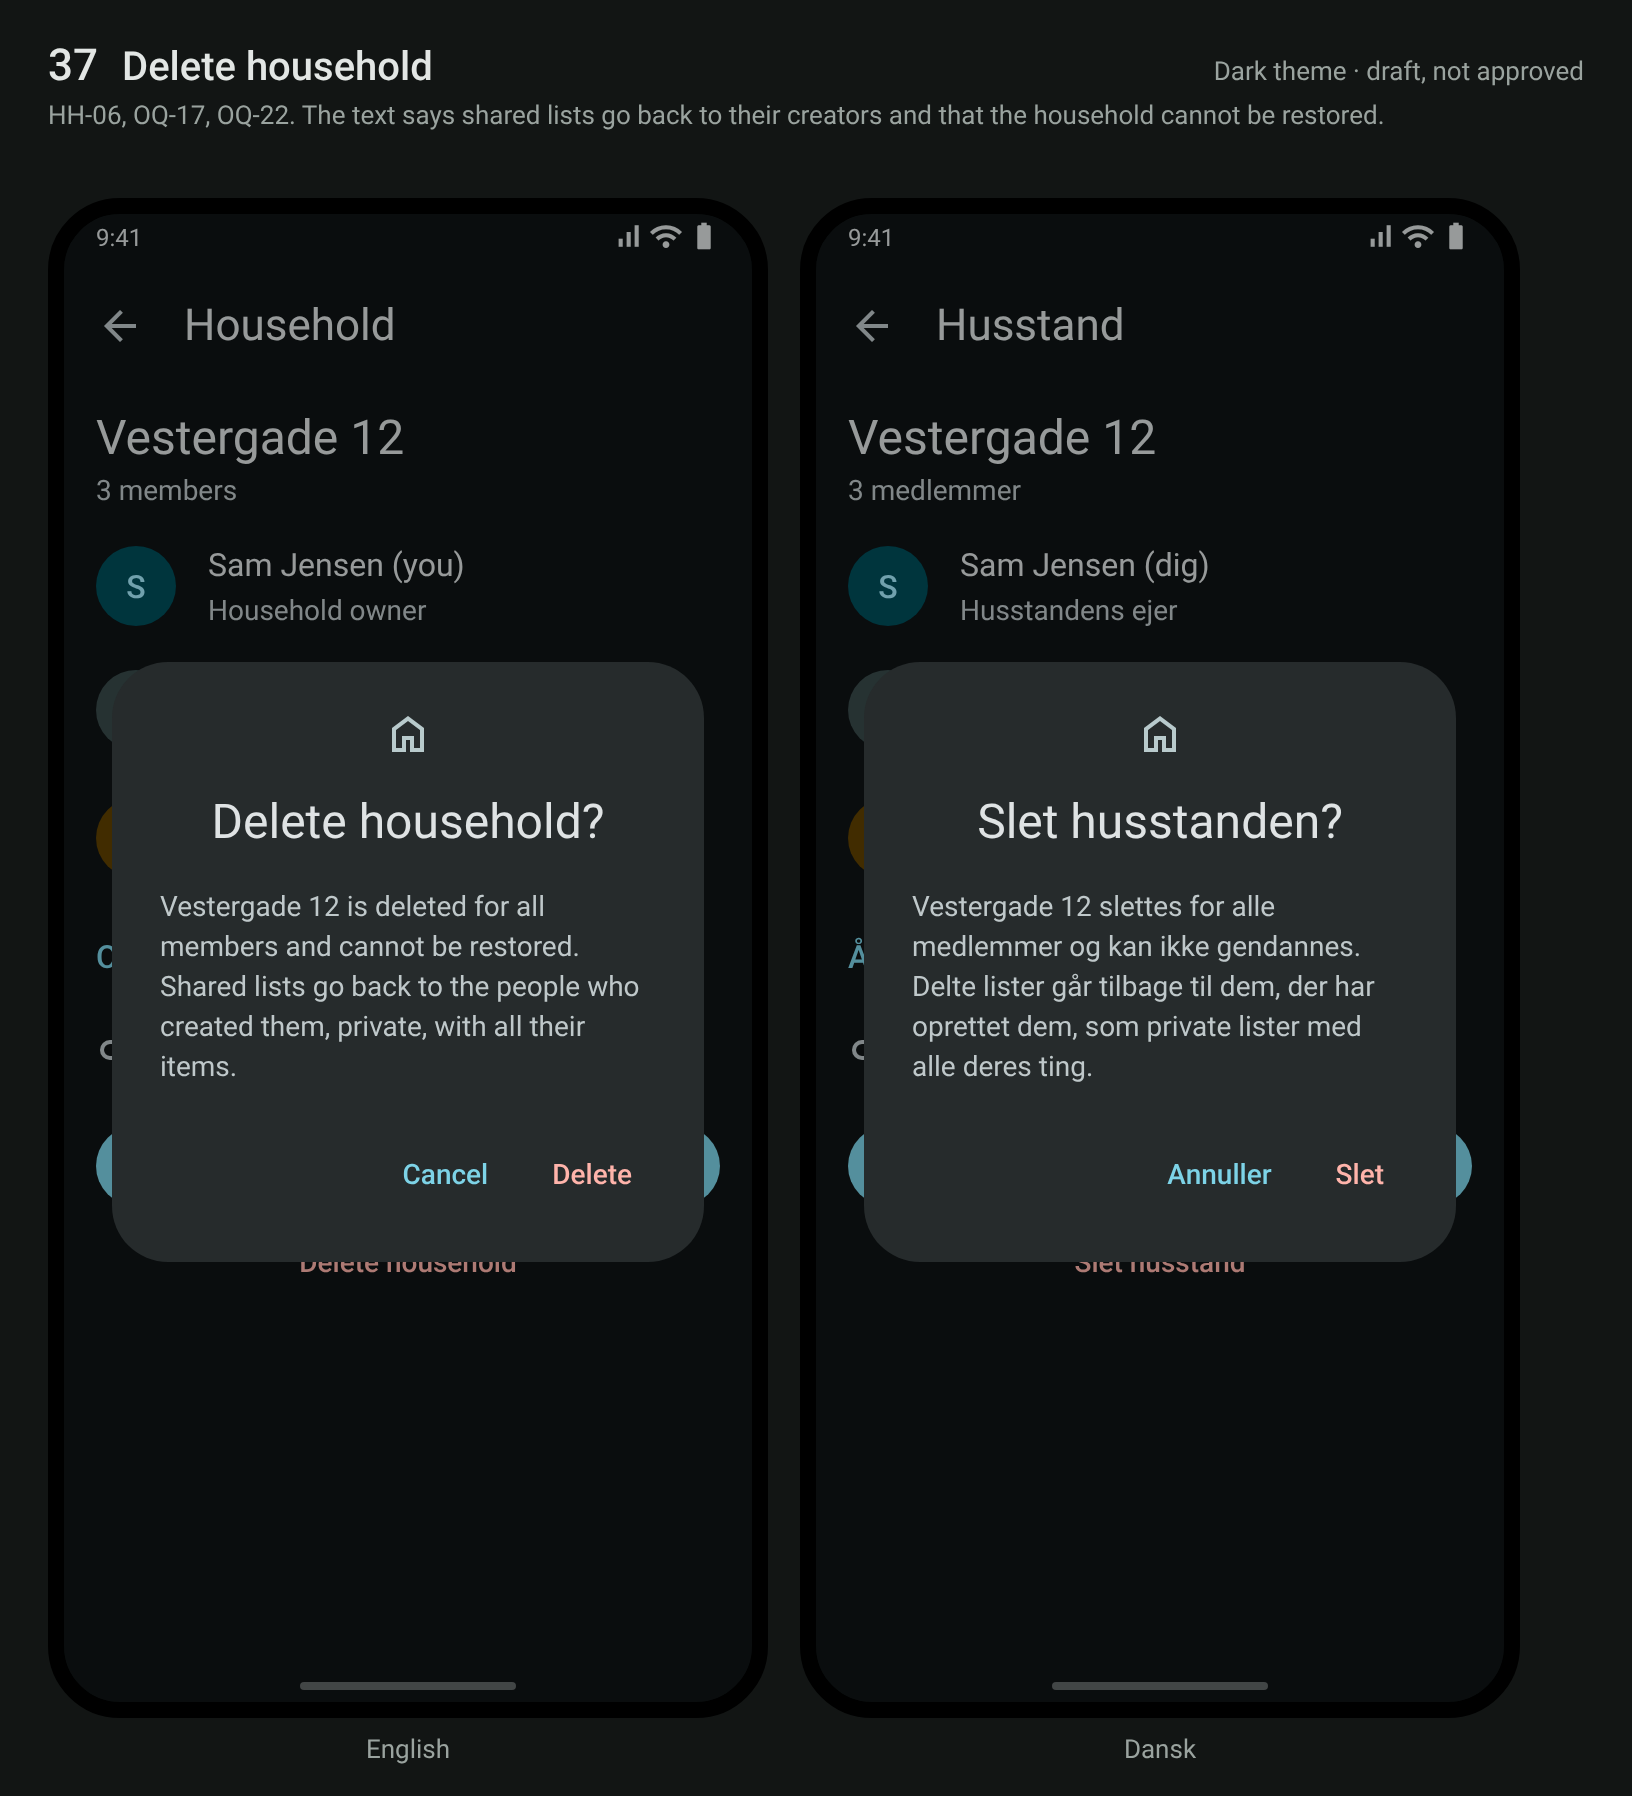 37 Delete household
Dark theme · draft, not approved
HH-06, OQ-17, OQ-22. The text says shared lists go back to their creators and that the household cannot be restored.
9:41
Household
Vestergade 12
3 members
S
Sam Jensen (you)
Household owner
Delete household?
Vestergade 12 is deleted for all
members and cannot be restored.
Shared lists go back to the people who
created them, private, with all their
items.
Cancel Delete
Delete household
English
9:41
Husstand
Vestergade 12
3 medlemmer
S
Sam Jensen (dig)
Husstandens ejer
Slet husstanden?
Vestergade 12 slettes for alle
medlemmer og kan ikke gendannes.
Delte lister går tilbage til dem, der har
oprettet dem, som private lister med
alle deres ting.
Annuller Slet
Slet husstand
Dansk